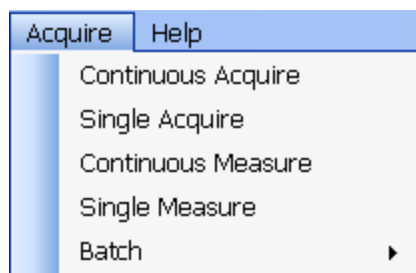 Acquire Help
Continuous Acquire
Single Acquire
Continuous Measure
Single Measure
Batch